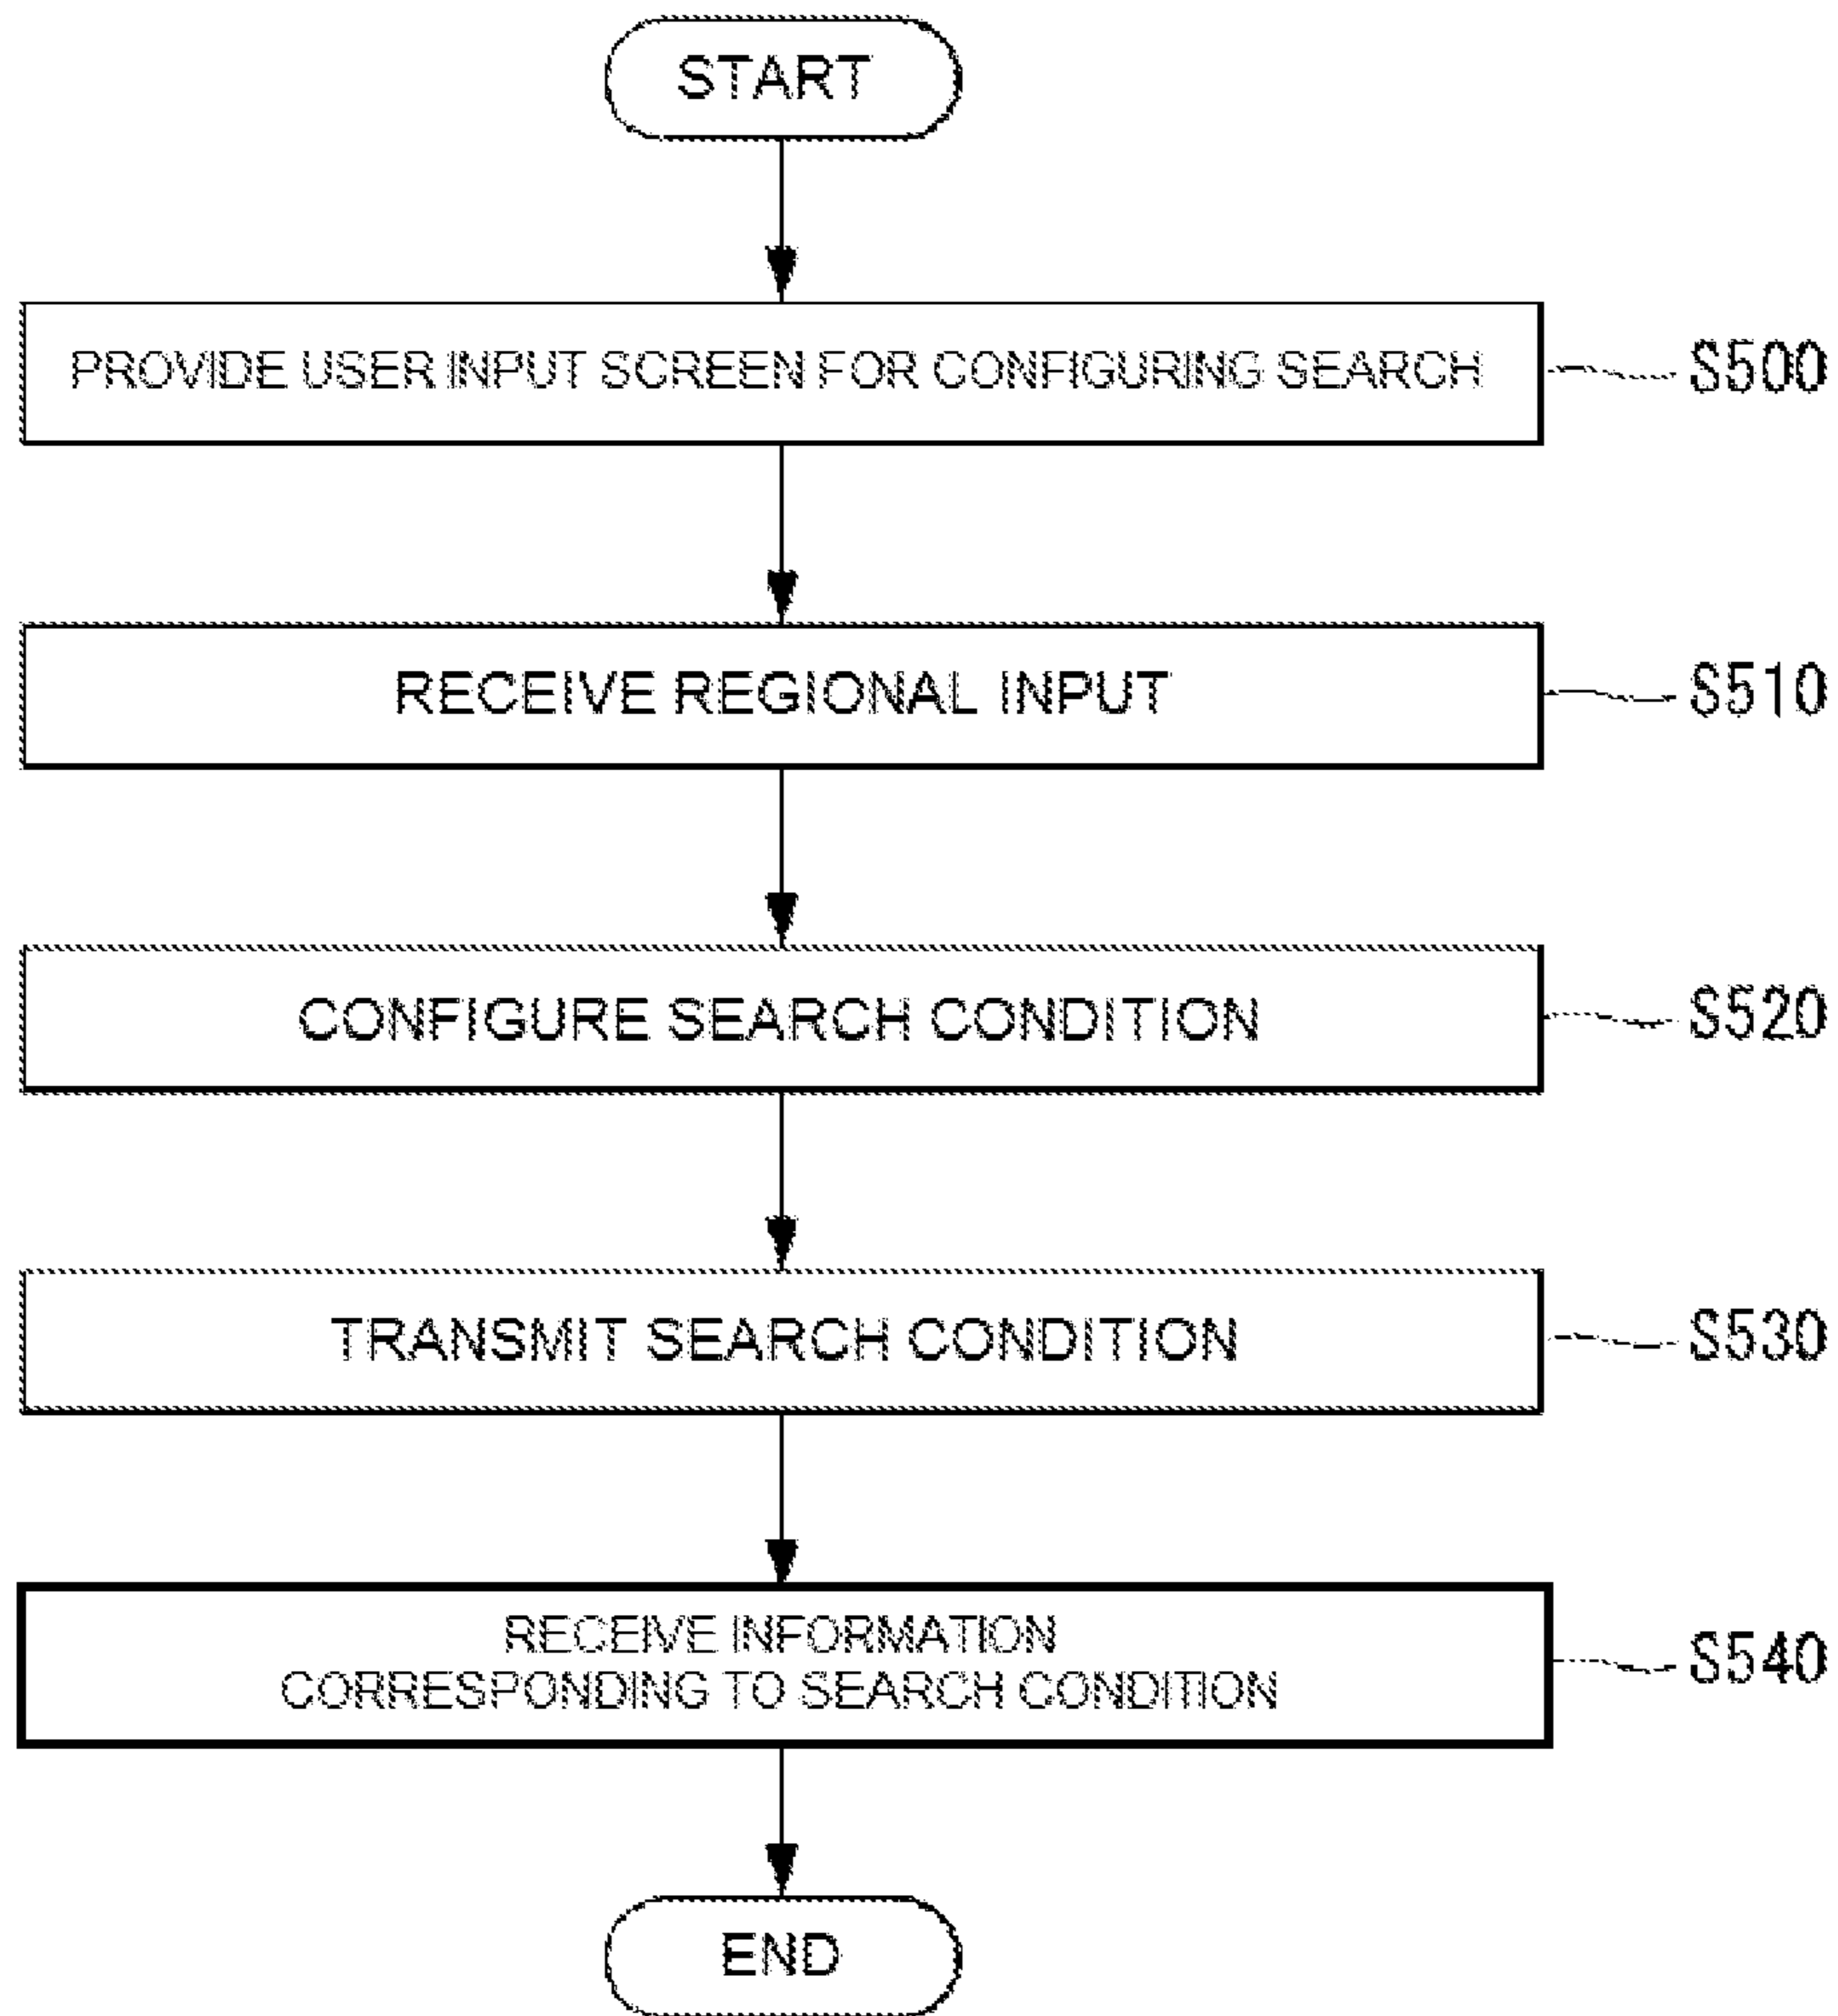 START
PROVIDE USER INPUT SCREEN FOR CONFIGURING SEARCH
S500
RECEIVE REGIONAL INPUT
S510
CONFIGURE SEARCH CONDITION
S520
TRANSMIT SEARCH CONDITION
S530
RECEIVE INFORMATION
CORRESPONDING TO SEARCH CONDITION
S540
END